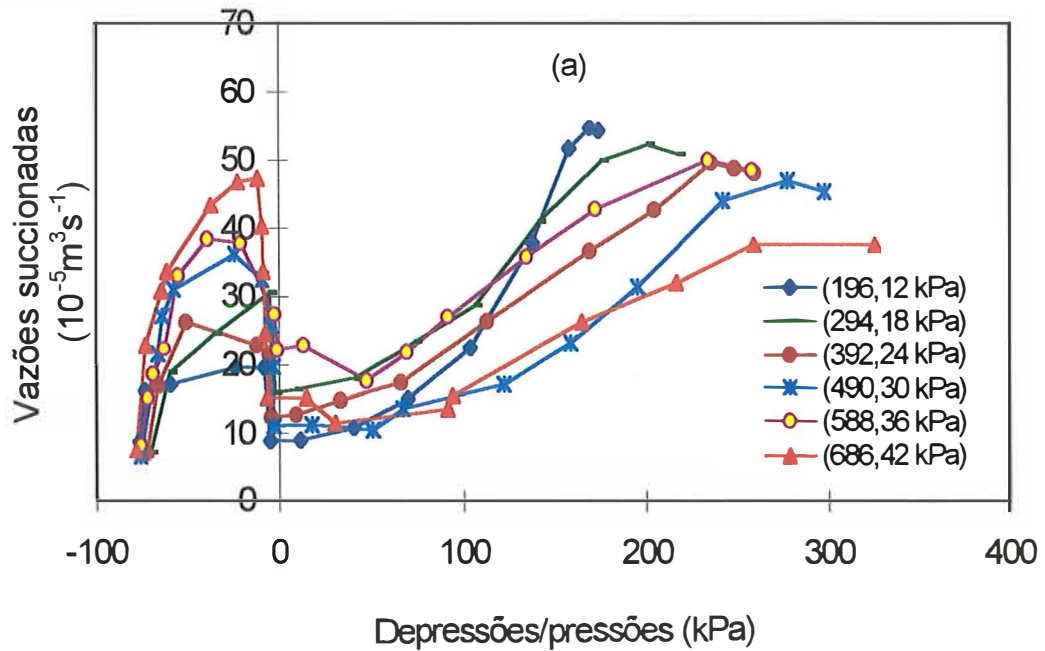 70
(a)
60
50
40
30
20
10
0
Vazões succionadas
(10⁻⁵m³s⁻¹)
(196,12 kPa)
(294,18 kPa)
(392,24 kPa)
(490,30 kPa)
(588,36 kPa)
(686,42 kPa)
-100 0 100 200 300 400
Depressões/pressões (kPa)